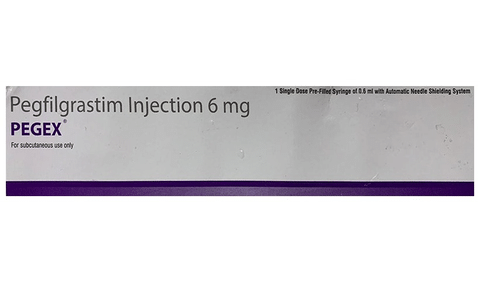 1 Single Dose Pre-Filled Syringe of 0.6 ml with Automatic Needle Shielding System
Pegfilgrastim Injection 6 mg
PEGEX®
For subcutaneous use only